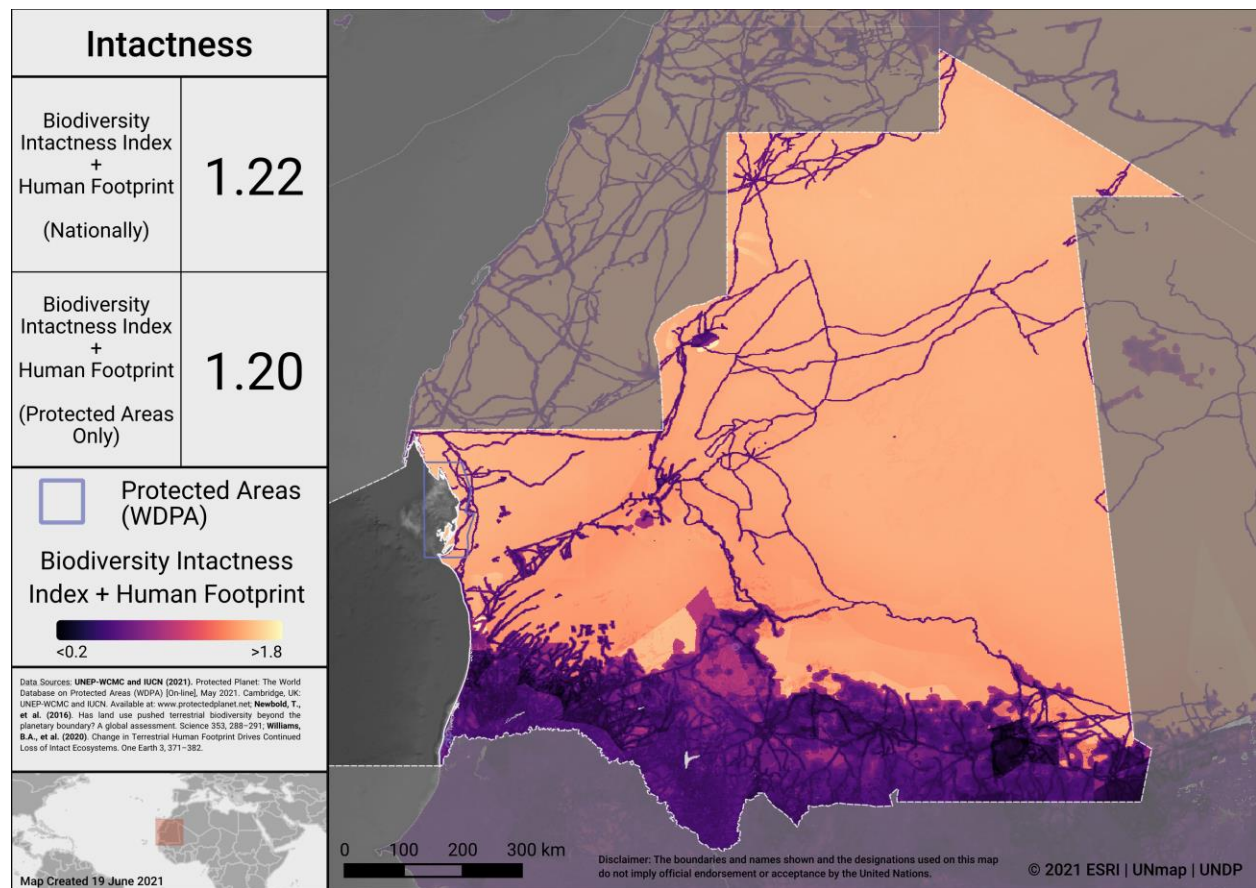 Intactness
Biodiversity
Intactness Index
+
Human Footprint
(Nationally)
1.22
Biodiversity
Intactness Index
+
Human Footprint
(Protected Areas
Only)
1.20
Protected Areas
(WDPA)
Biodiversity Intactness
Index + Human Footprint
<0.2
>1.8
Data Sources: UNEP-WCMC and IUCN (2021). Protected Planet: The World
Database on Protected Areas (WDPA) [On-line], May 2021. Cambridge, UK:
UNEP-WCMC and IUCN. Available at: www.protectedplanet.net; Newbold, T.,
et al. (2016). Has land use pushed terrestrial biodiversity beyond the
planetary boundary? A global assessment. Science 353, 288–291; Williams,
B.A., et al. (2020). Change in Terrestrial Human Footprint Drives Continued
Loss of Intact Ecosystems. One Earth 3, 371–382.
Map Created 19 June 2021
0 100 200 300 km
Disclaimer: The boundaries and names shown and the designations used on this map
do not imply official endorsement or acceptance by the United Nations.
© 2021 ESRI | UNmap | UNDP